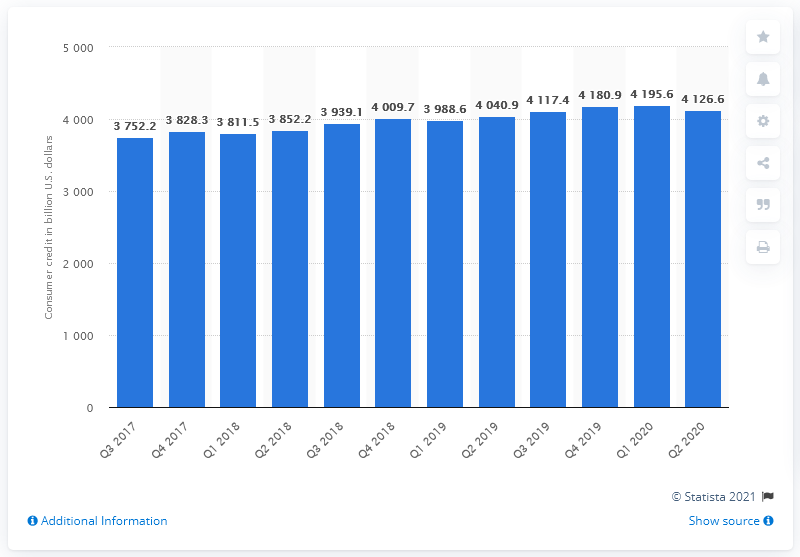 5 000
4 000
3 000
2 000
1 000
0
Consumer credit in billion U.S. dollars
3 752.2
3 828.3
3 811.5
3 852.2
3 939.1
4 009.7
3 988.6
4 040.9
4 117.4
4 180.9
4 195.6
4 126.6
Q3 2017
Q4 2017
Q1 2018
Q2 2018
Q3 2018
Q4 2018
Q1 2019
Q2 2019
Q3 2019
Q4 2019
Q1 2020
Q2 2020
© Statista 2021
Additional Information
Show source